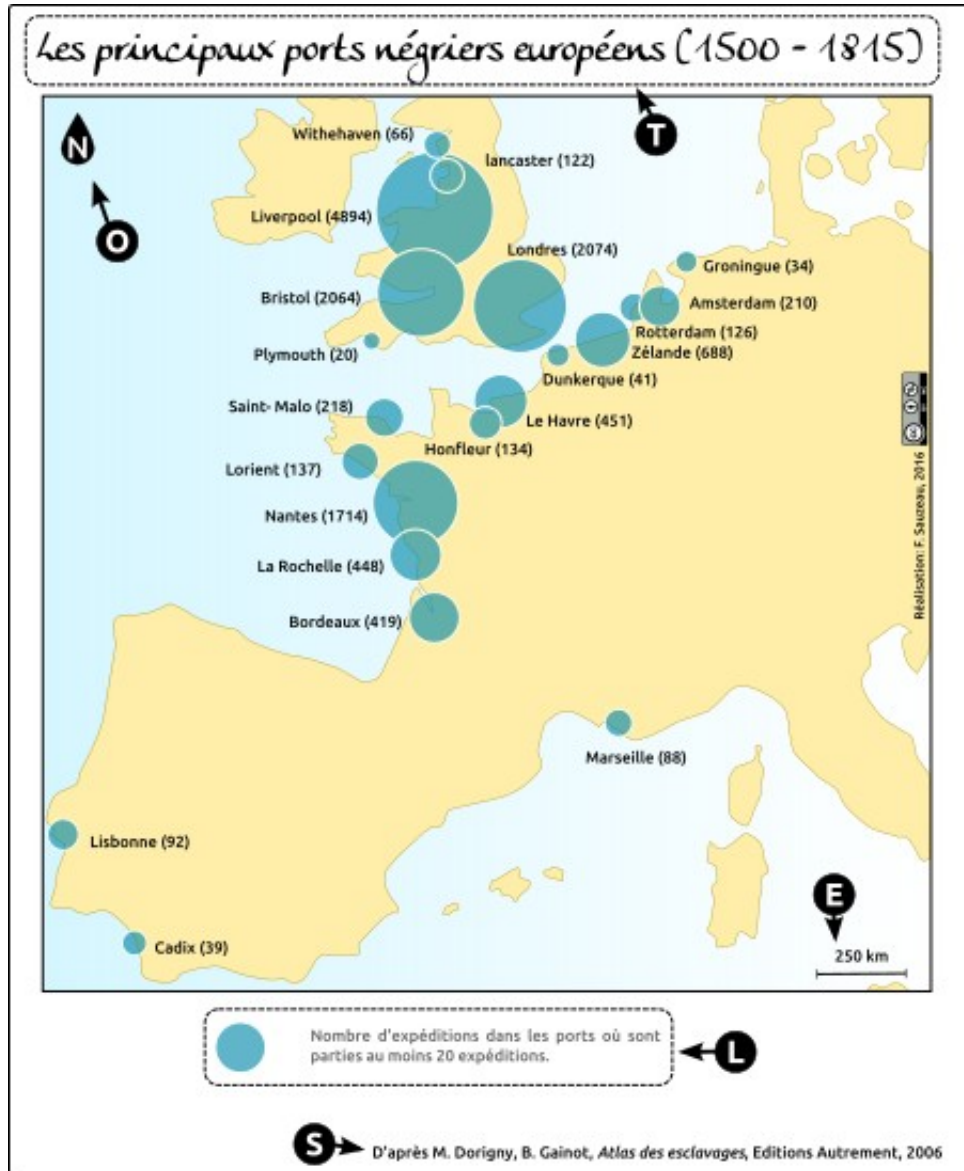 Les principaux ports négriers européens (1500 - 1815)
T
N
O
Withehaven (66)
lancaster (122)
Liverpool (4894)
Londres (2074)
Groningue (34)
Bristol (2064)
Amsterdam (210)
Rotterdam (126)
Plymouth (20)
Zélande (688)
Dunkerque (41)
Saint- Malo (218)
Le Havre (451)
Honfleur (134)
Lorient (137)
Nantes (1714)
La Rochelle (448)
Bordeaux (419)
Réalisation: F. Sauzeau, 2016
cc
Marseille (88)
Lisbonne (92)
Cadix (39)
E
250 km
Nombre d'expéditions dans les ports où sont
parties au moins 20 expéditions.
L
S
D'après M. Dorigny, B. Gainot, Atlas des esclavages, Editions Autrement, 2006